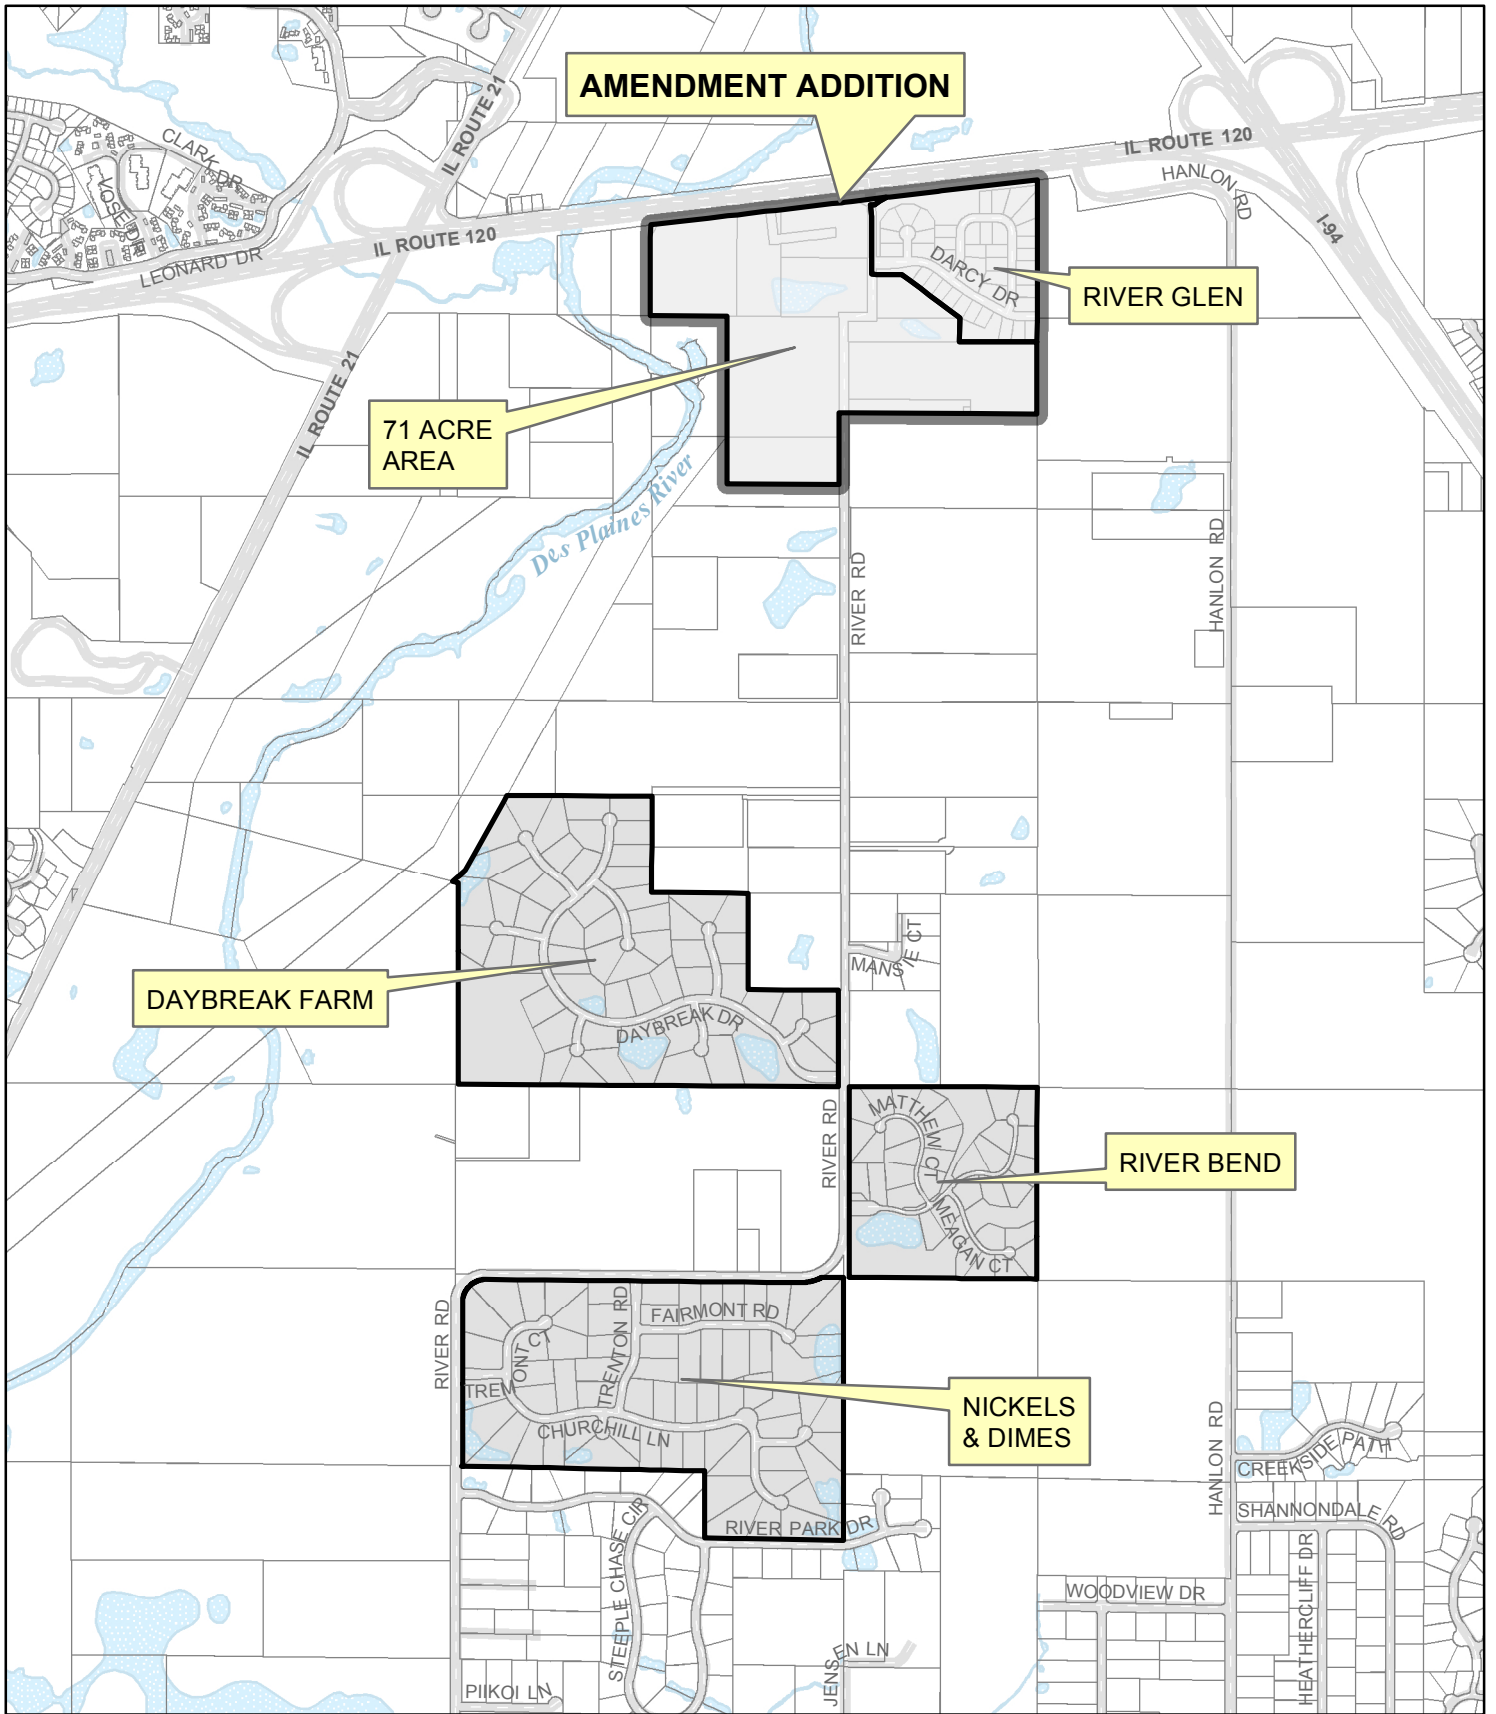 AMENDMENT ADDITION
IL ROUTE 21
IL ROUTE 120
CLARK DR
HANLON RD
I-94
IL ROUTE 120
LEONARD DR
DARCY DR
RIVER GLEN
IL ROUTE 21
71 ACRE
AREA
Des Plaines River
RIVER RD
HANLON RD
MANSIE CT
DAYBREAK FARM
DAYBREAK DR
MATTHEW CT
RIVER RD
RIVER BEND
MEAGAN CT
RIVER RD
FAIRMONT RD
TRENTON RD
TREMONT CT
NICKELS
& DIMES
CHURCHILL LN
HANLON RD
CREEKSIDE PATH
SHANNONDALE RD
RIVER PARK DR
STEEPLE CHASE CIR
WOODVIEW DR
HEATHERCLIFF DR
JENSEN LN
PIIKOI LN